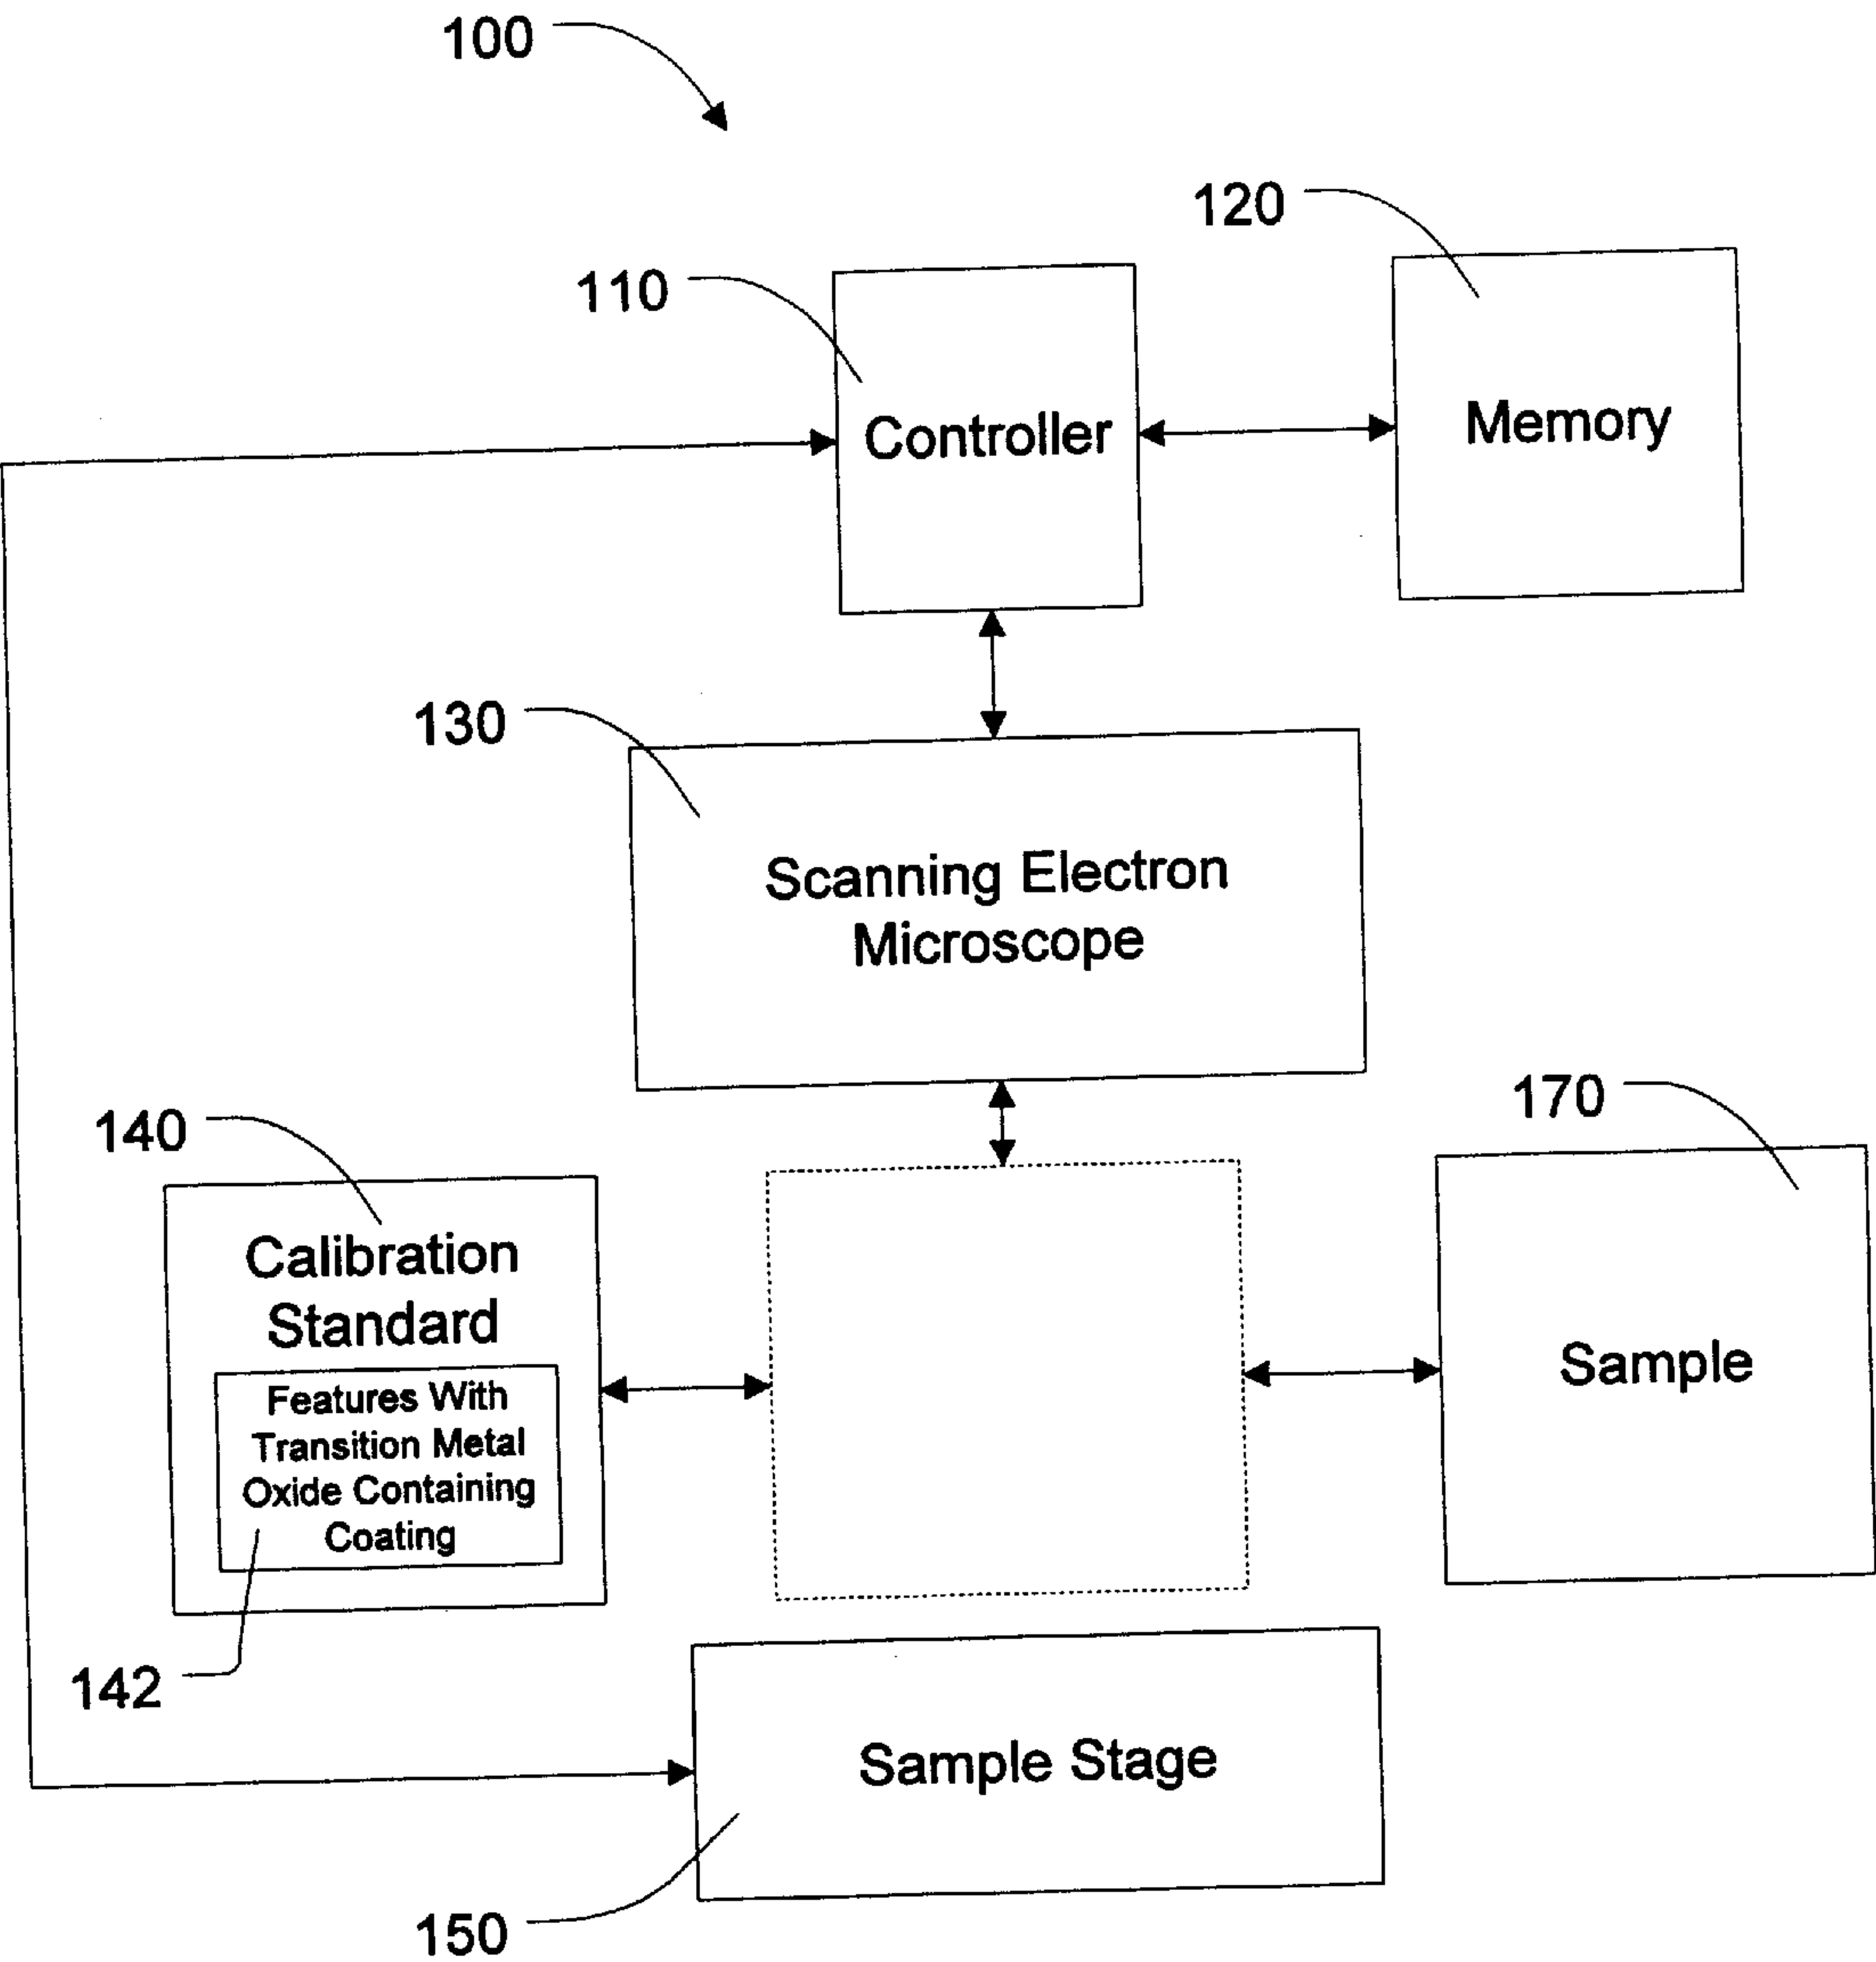 100
120
110
Controller
Memory
130
Scanning Electron
Microscope
170
140
Calibration
Standard
Features With
Transition Metal
Oxide Containing
Coating
Sample
142
Sample Stage
150